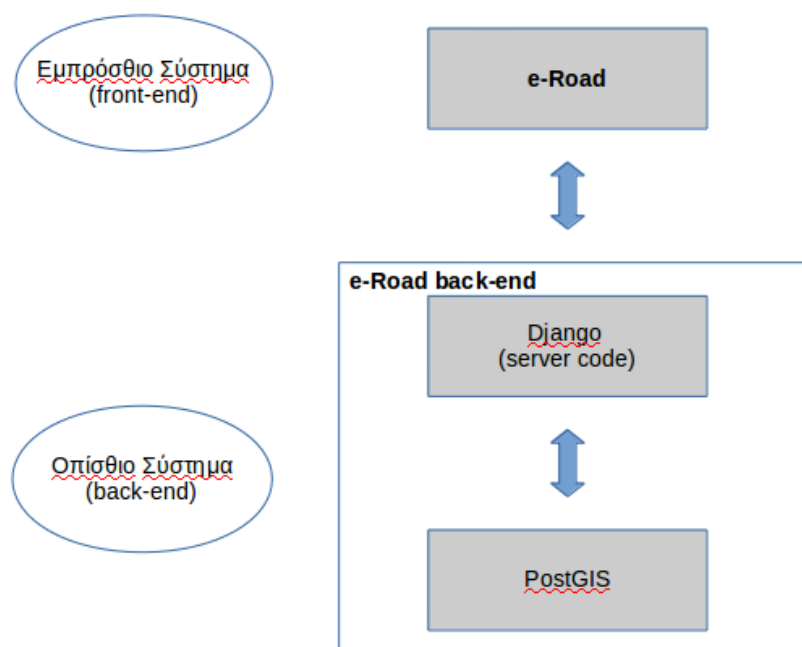 Εμπρόσθιο Σύστημα
(front-end)
e-Road
e-Road back-end
Django
(server code)
Οπίσθιο Σύστημα
(back-end)
PostGIS